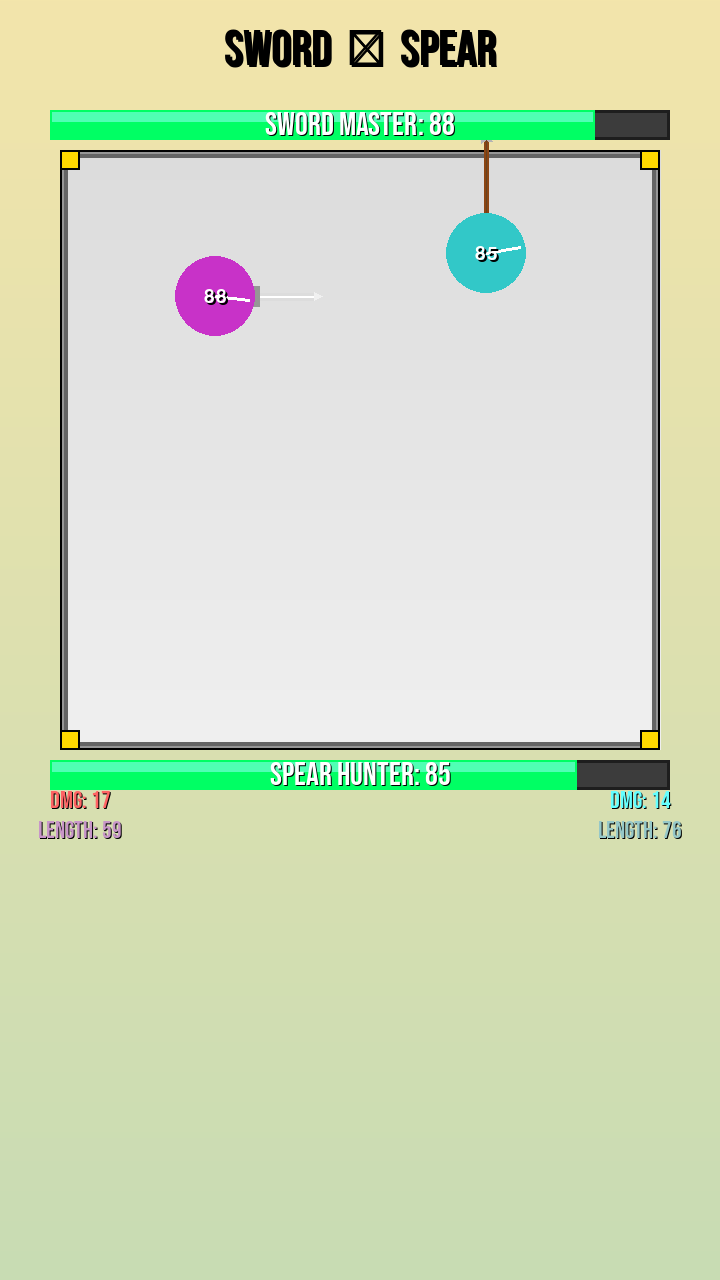 SWORD ☒ SPEAR
SWORD MASTER: 88
85
88
SPEAR HUNTER: 85
DMG: 17
DMG: 14
LENGTH: 59
LENGTH: 76